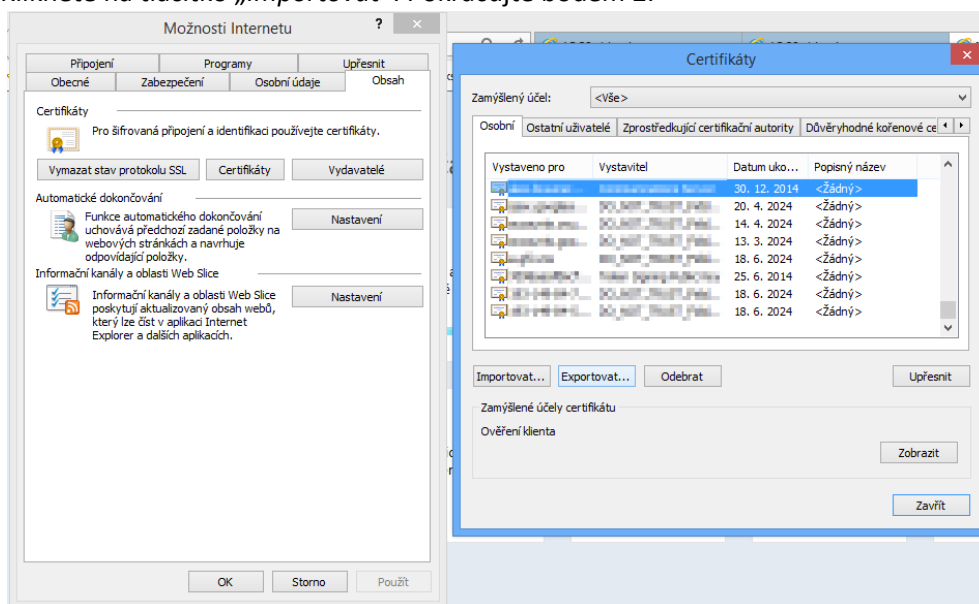 Klikněte na tlačítko „Importovat". Pokračujte bodem 2.
Možnosti Internetu
?
Připojení Programy Upřesnit
Obecné Zabezpečení Osobní údaje Obsah
Certifikáty
Pro šifrovaná připojení a identifikaci používejte certifikáty.
Vymazat stav protokolu SSL Certifikáty Vydavatelé
Automatické dokončování
Funkce automatického dokončování
uchovává předchozí zadané položky na
webových stránkách a navrhuje
odpovídající položky.
Nastavení
Informační kanály a oblasti Web Slice
Informační kanály a oblasti Web Slice
poskytují aktualizovaný obsah webů,
který lze číst v aplikaci Internet
Explorer a dalších aplikacích.
Nastavení
OK Storno Použít
Certifikáty
Zamýšlený účel: <Vše>
Osobní Ostatní uživatelé Zprostředkující certifikační autority Důvěryhodné kořenové ce
Vystaveno pro Vystavitel Datum uko... Popisný název
30. 12. 2014 <Žádný>
20. 4. 2024 <Žádný>
14. 4. 2024 <Žádný>
13. 3. 2024 <Žádný>
18. 6. 2024 <Žádný>
25. 6. 2014 <Žádný>
18. 6. 2024 <Žádný>
18. 6. 2024 <Žádný>
Importovat... Exportovat... Odebrat Upřesnit
Zamýšlené účely certifikátu
Ověření klienta
Zobrazit
Zavřít